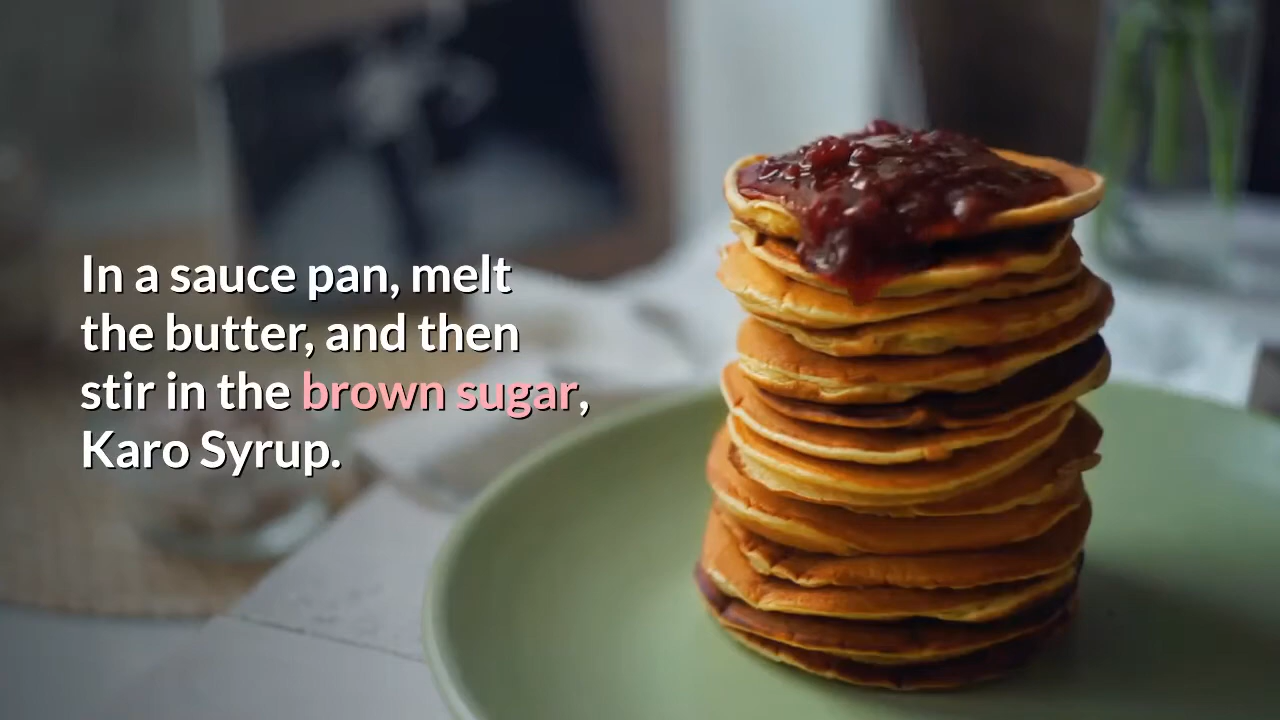 In a sauce pan, melt
the butter, and then
stir in the brown sugar,
Karo Syrup.